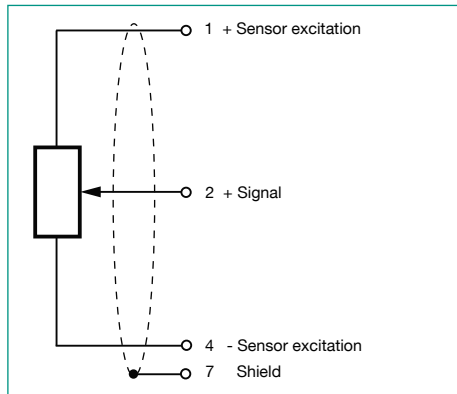 1 + Sensor excitation
2 + Signal
4 - Sensor excitation
7 Shield